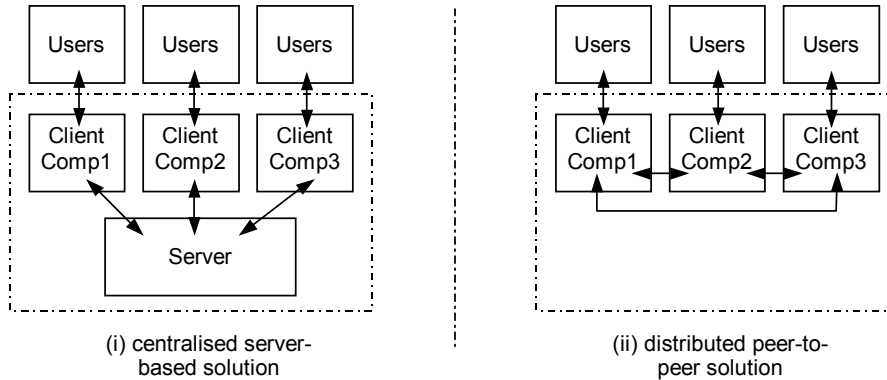 Users
Users
Users
Client
Comp1
Client
Comp2
Client
Comp3
Server
(i) centralised server-
based solution
Users
Users
Users
Client
Comp1
Client
Comp2
Client
Comp3
(ii) distributed peer-to-
peer solution